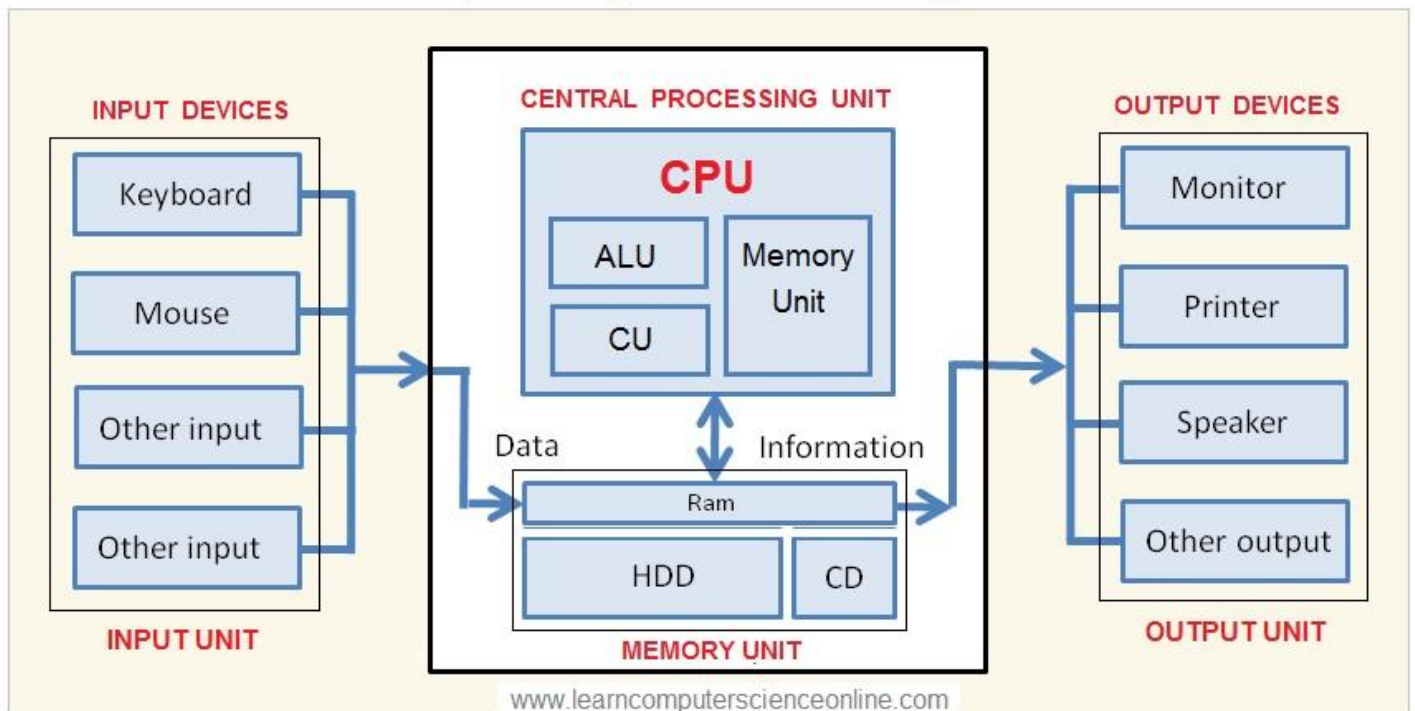 INPUT DEVICES
Keyboard
Mouse
Other input
Other input
INPUT UNIT
CENTRAL PROCESSING UNIT
CPU
ALU
CU
Memory
Unit
Data
Information
Ram
HDD
CD
MEMORY UNIT
OUTPUT DEVICES
Monitor
Printer
Speaker
Other output
OUTPUT UNIT
www.learncomputerscienceonline.com